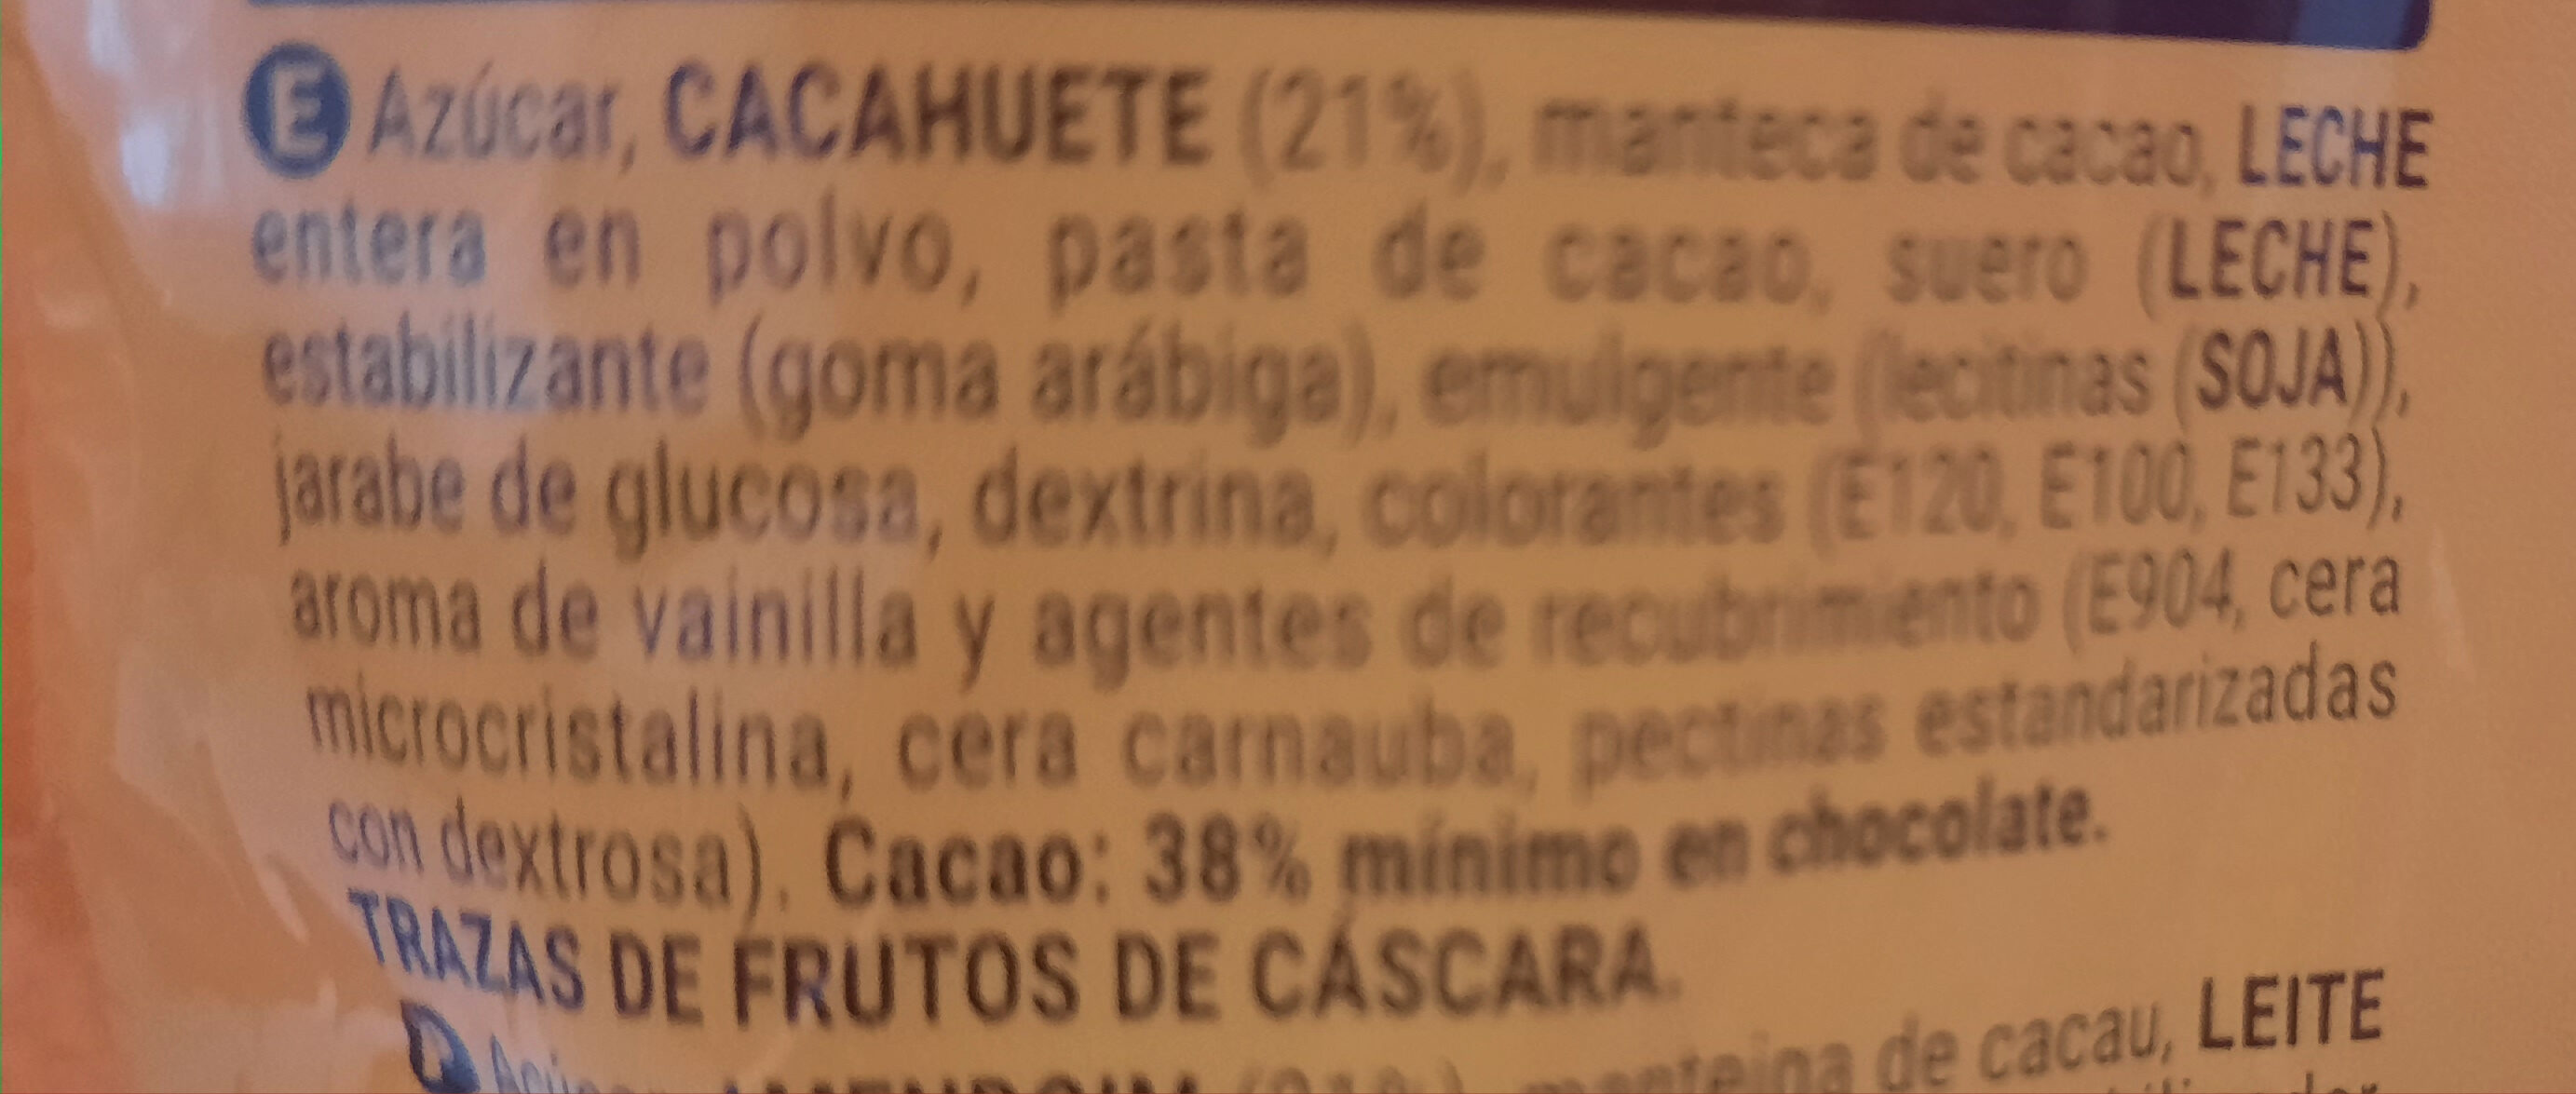 E Azúcar, CACAHUETE (21%), manteca de cacao, LECHE
entera en polvo, pasta de cacao, suero (LECHE),
estabilizante (goma arábiga), emulgente (lecitinas (SOJA)),
jarabe de glucosa, dextrina, colorantes (E120, E100, E133),
aroma de vainilla y agentes de recubrimiento (E904, cera
microcristalina, cera carnauba, pectinas estandarizadas
con dextrosa). Cacao: 38% mínimo en chocolate.
TRAZAS DE FRUTOS DE CÁSCARA.
P manteiga de cacau, LEITE